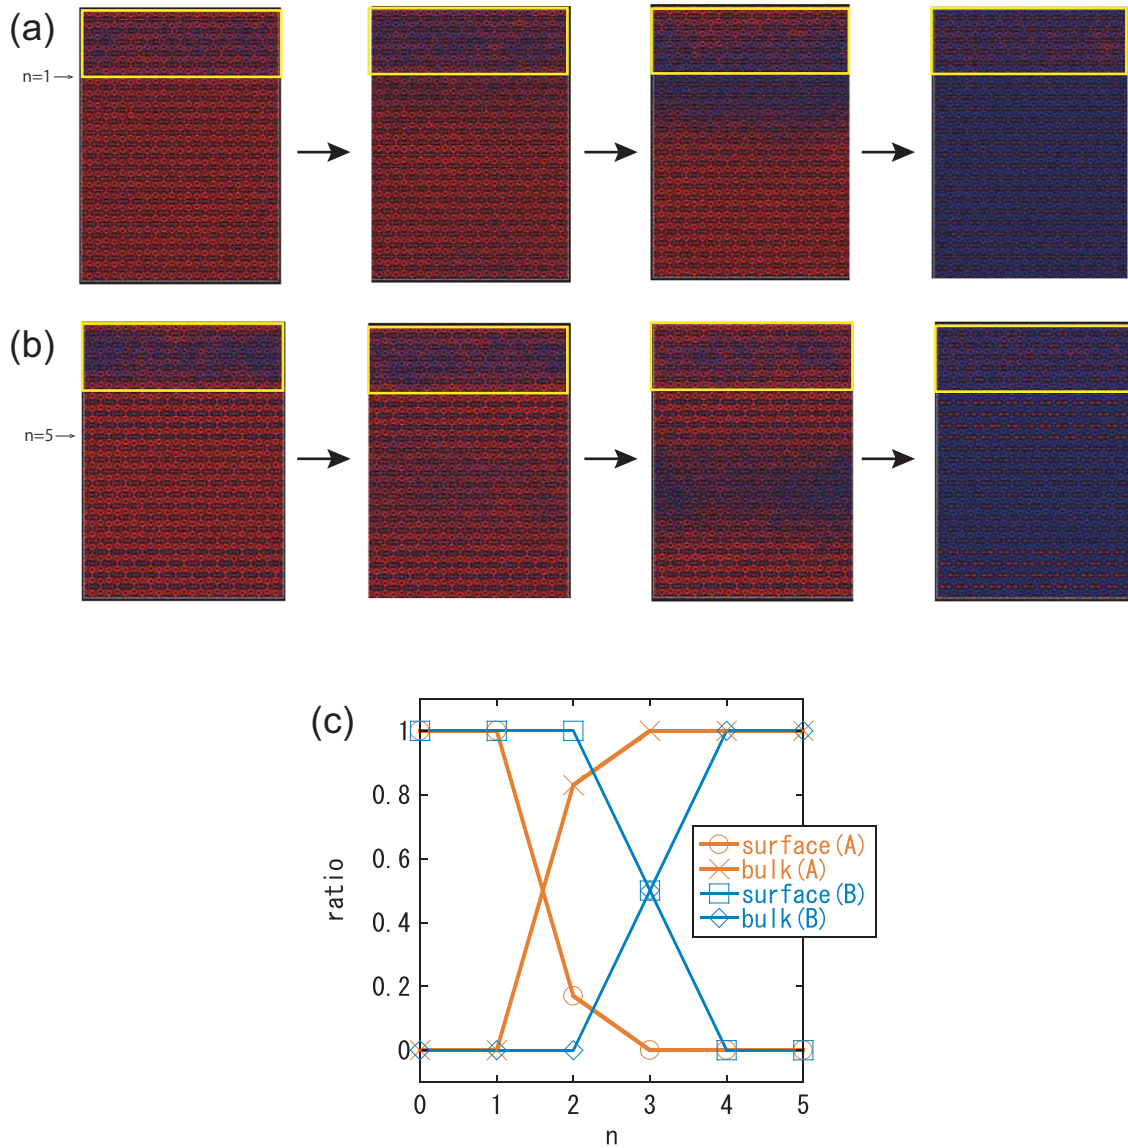 (a)
n=1
(b)
n=5
(c)
1
0.8
0.6
0.4
0.2
0
ratio
surface(A)
bulk(A)
surface(B)
bulk(B)
0 1 2 3 4 5
n